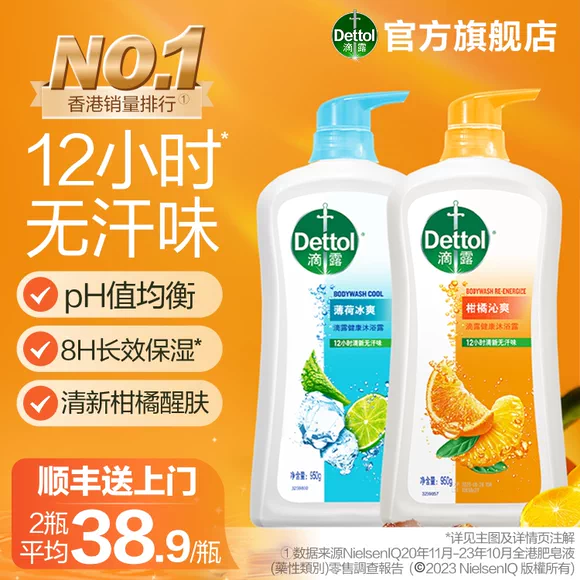 Dettol
滴露
官方旗舰店
NO.1
香港销量排行①
12小时*
无汗味
pH值均衡
8H长效保湿*
清新柑橘醒肤
顺丰送上门
2瓶
平均38.9/瓶
Dettol
滴露
BODYWASH COOL
薄荷冰爽
滴露健康沐浴露
12小时清新无汗味
净含量：950g
Dettol
滴露
BODYWASH RE-ENERGIZE
柑橘沁爽
滴露健康沐浴露
12小时清新无汗味
净含量：950g
*详见主图及详情页注解
①数据来源NielsenIQ20年11月-23年10月全港肥皂液
(藥性類別)零售調查報告（©2023 NielsenIQ 版權所有)